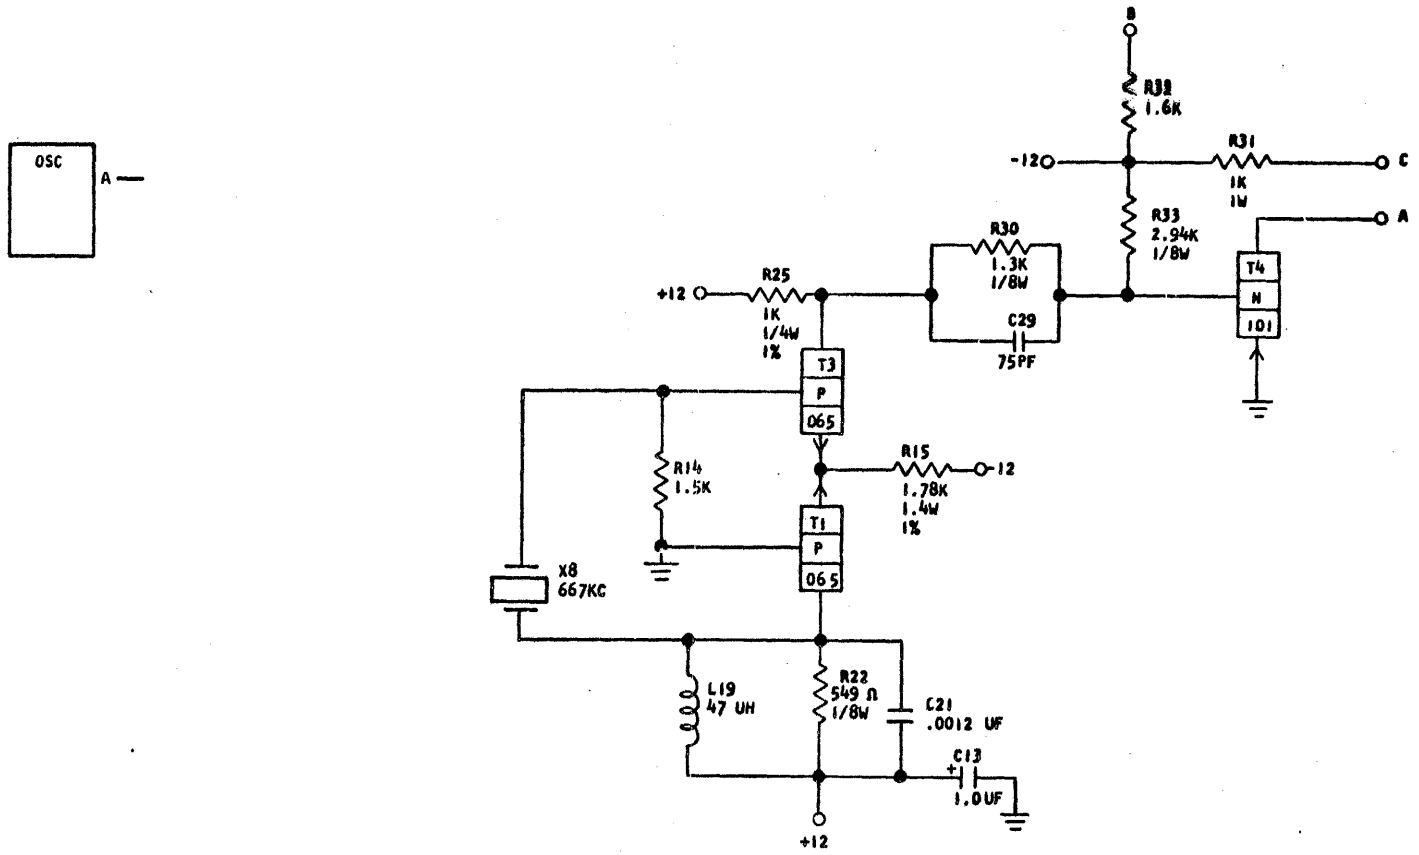 B
1.6K
OSC
A
-12
R31
1K
1W
C
A
R33
2.94K
1/8W
R30
1.3K
1/8W
T4
N
101
R25
+12
1K
1/4W
1%
C29
75PF
T3
P
065
R14
1.5K
R15
-12
1.78K
1.4W
1%
T1
P
065
X8
667KC
L19
47 UH
R22
549 Ω
1/8W
C21
.0012 UF
C13
+
1.0UF
+12